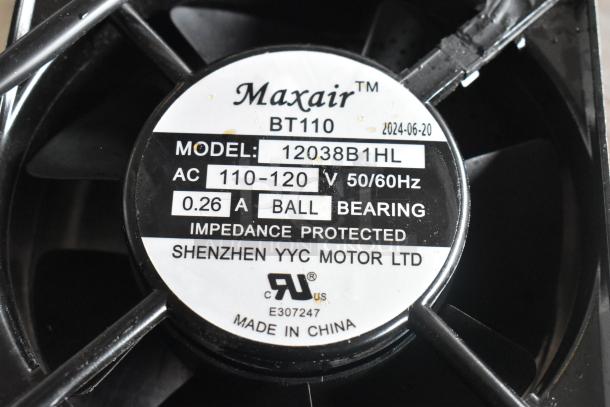 Maxair™
BT110 2024-06-20
MODEL: 12038B1HL
AC 110-120 V 50/60Hz
0.26 A BALL BEARING
IMPEDANCE PROTECTED
SHENZHEN YYC MOTOR LTD
c RU ® US
E307247
MADE IN CHINA